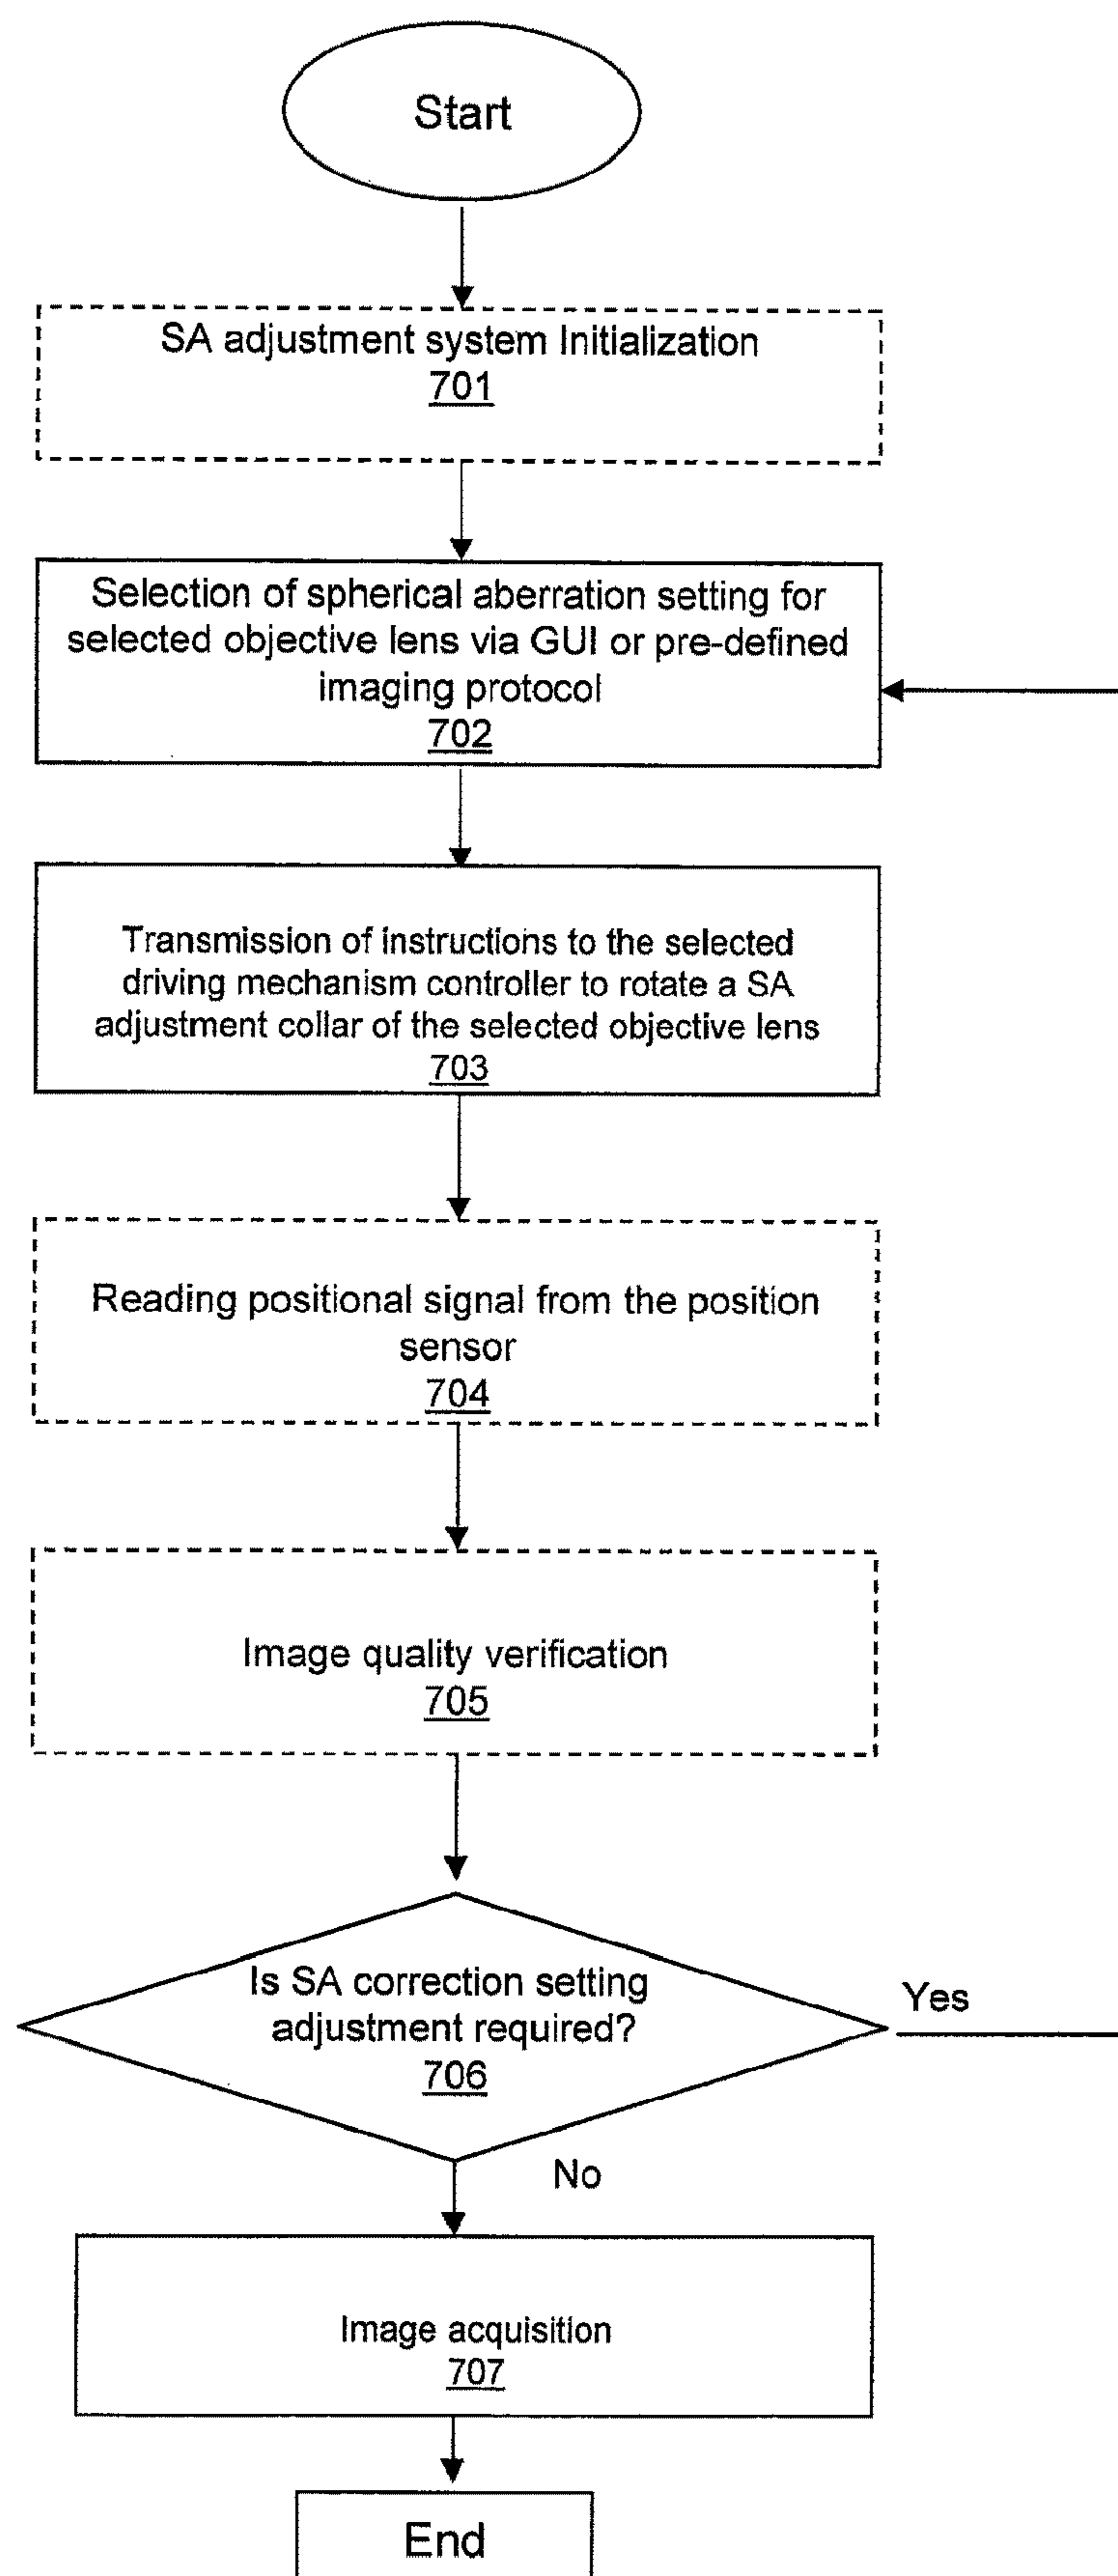 Start
SA adjustment system Initialization
701
Selection of spherical aberration setting for
selected objective lens via GUI or pre-defined
imaging protocol
702
Transmission of instructions to the selected
driving mechanism controller to rotate a SA
adjustment collar of the selected objective lens
703
Reading positional signal from the position
sensor
704
Image quality verification
705
Is SA correction setting
adjustment required?
706
Yes
No
Image acquisition
707
End